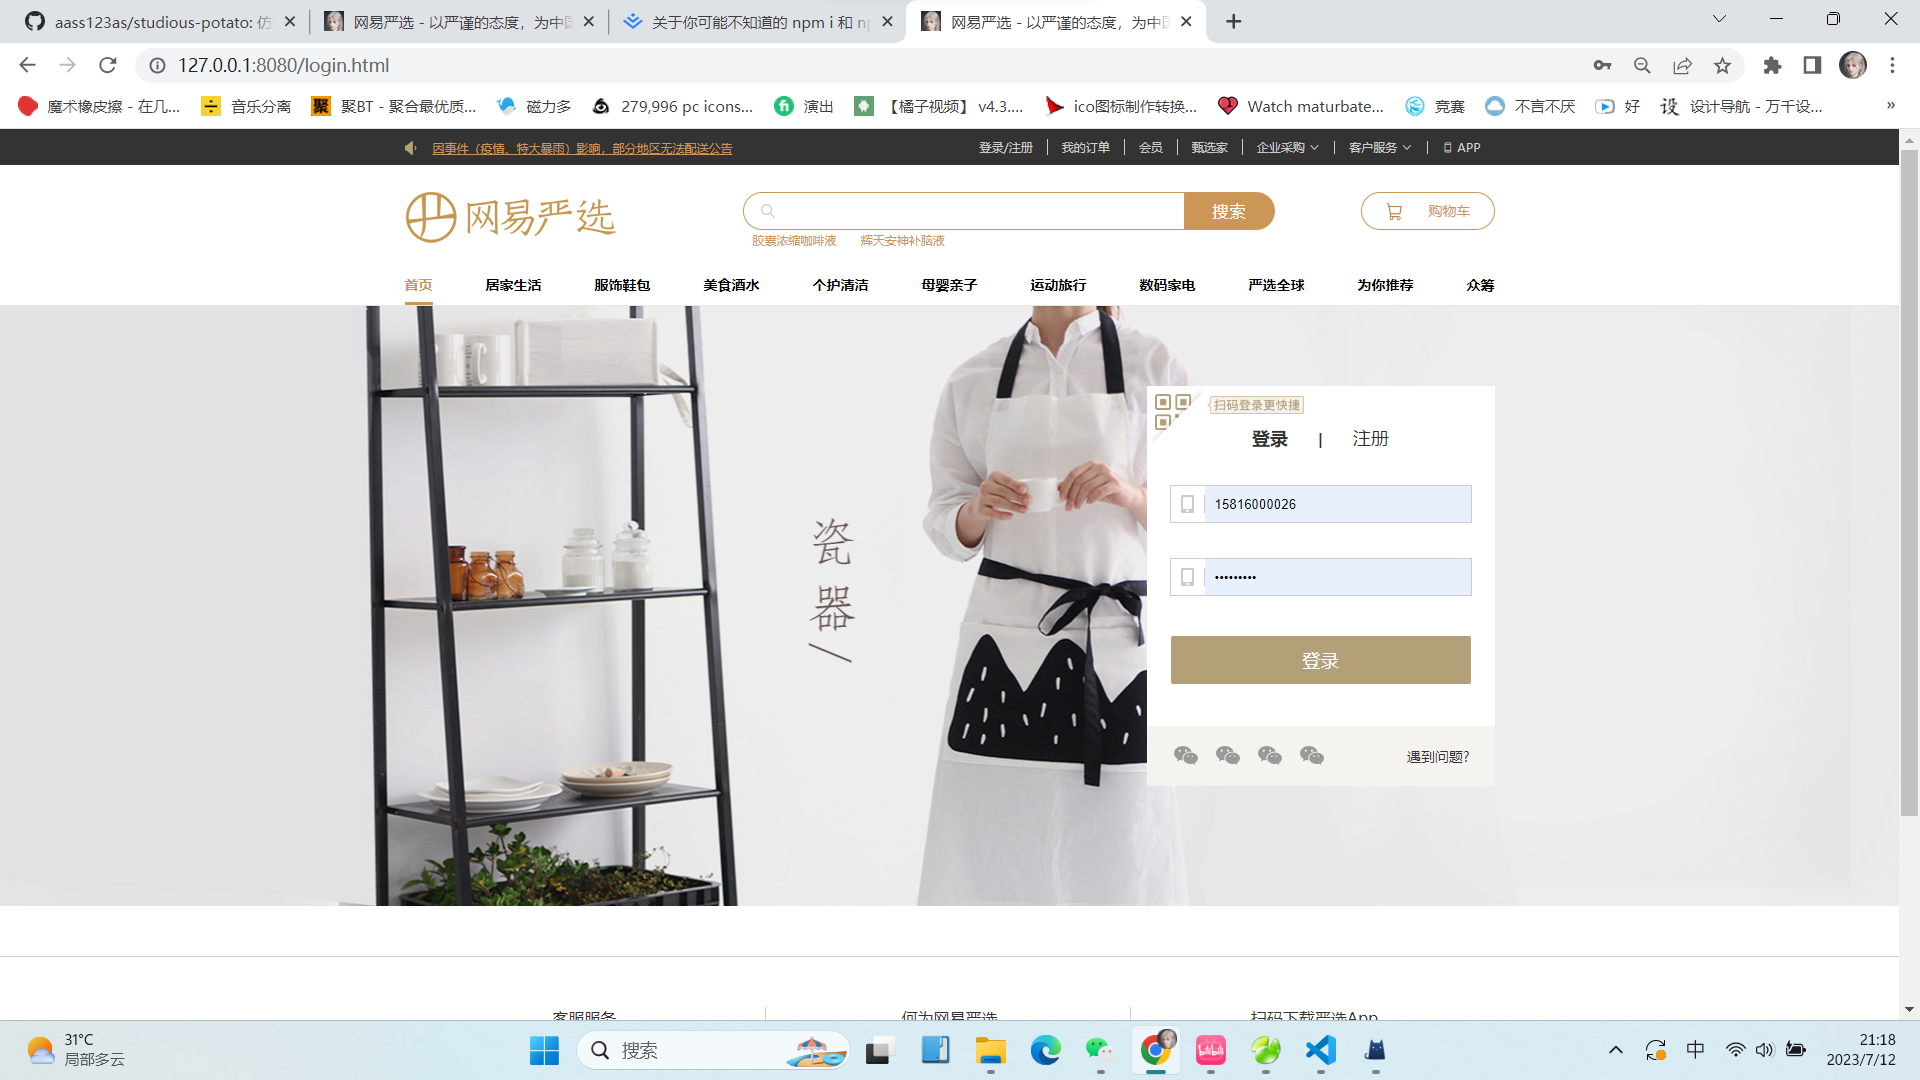 aass123as/studious-potato: 仿
网易严选 - 以严谨的态度，为中国
关于你可能不知道的 npm i 和 np
网易严选 - 以严谨的态度，为中国
127.0.0.1:8080/login.html
魔术橡皮擦 - 在几...
音乐分离
聚BT - 聚合最优质...
磁力多
279,996 pc icons...
演出
【橘子视频】 v4.3....
ico图标制作转换...
Watch maturbate...
竞赛
不言不厌
好
设计导航 - 万千设...
»
因事件（疫情、特大暴雨）影响，部分地区无法配送公告
登录/注册
我的订单
会员
甄选家
企业采购
客户服务
APP
网易严选
搜索
购物车
胶囊浓缩咖啡液
辉天安神补脑液
首页
居家生活
服饰鞋包
美食酒水
个护清洁
母婴亲子
运动旅行
数码家电
严选全球
为你推荐
众筹
扫码登录更快捷
登录 | 注册
15816000026
•••••••••
登录
遇到问题?
瓷器/
客服服务
何为网易严选
扫码下载严选App
31°C
局部多云
搜索
bilibili
中
21:18
2023/7/12